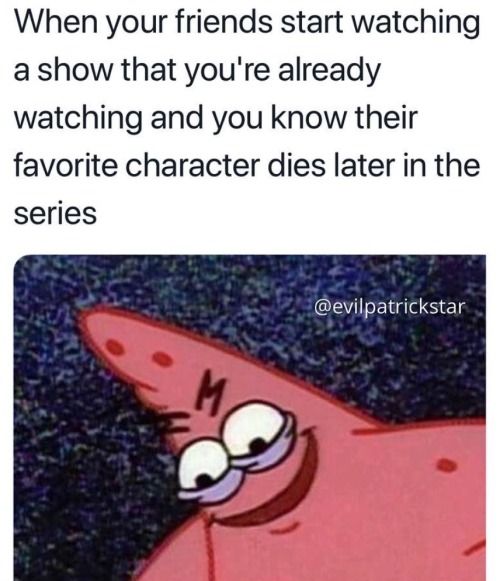 When your friends start watching
a show that you're already
watching and you know their
favorite character dies later in the
series
@evilpatrickstar